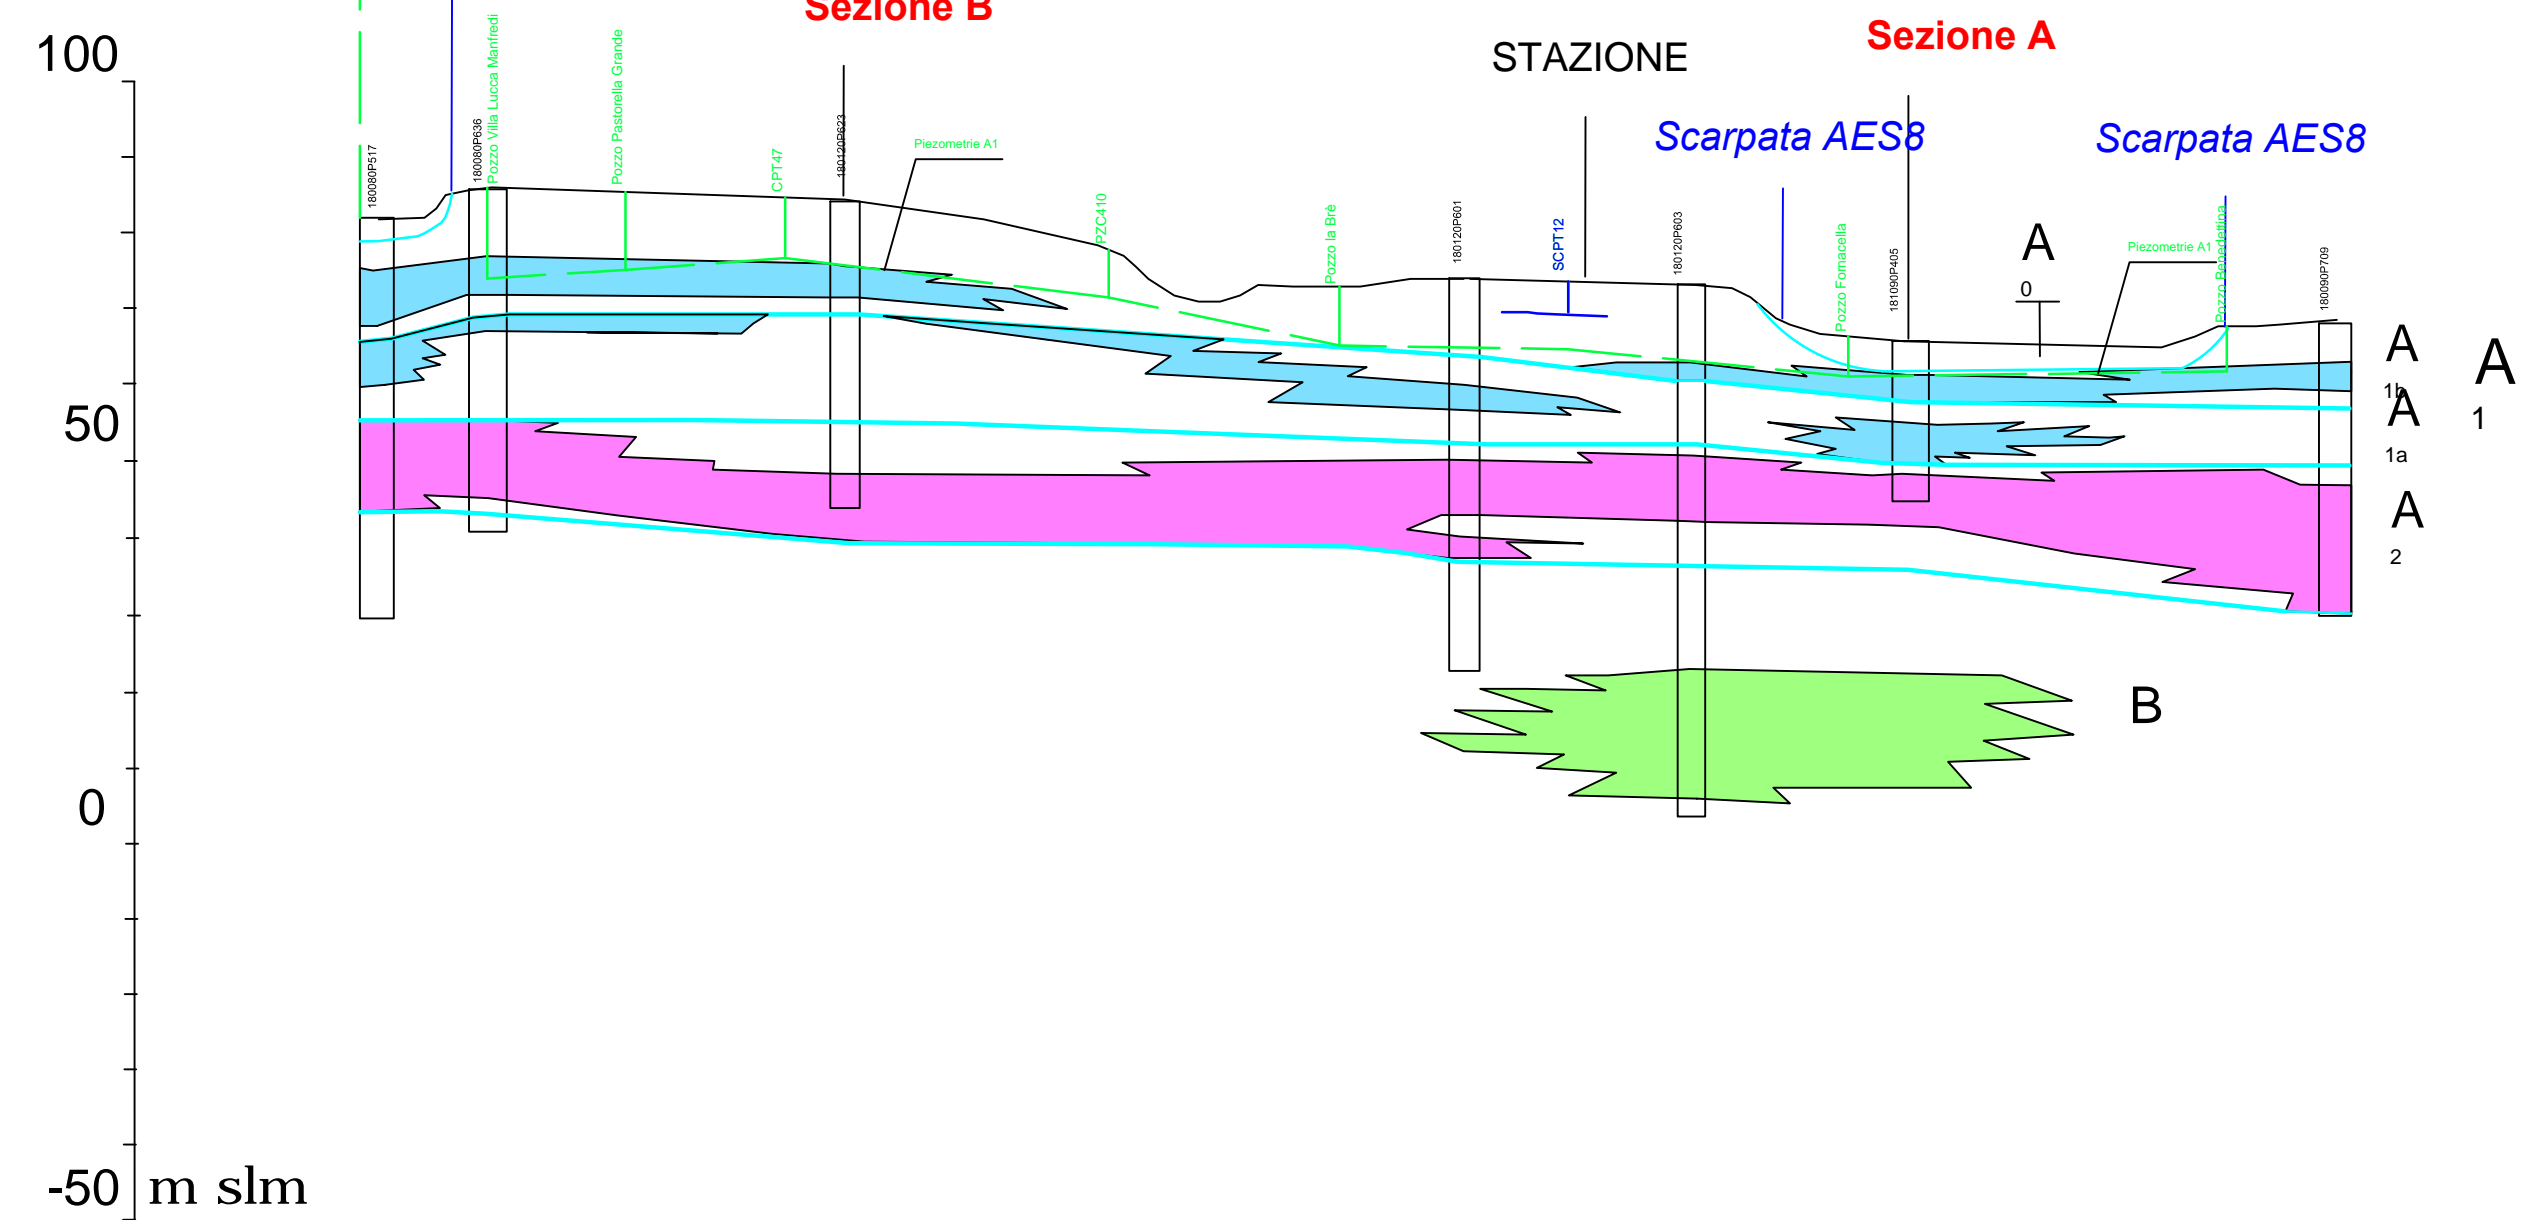 Sezione B
Sezione A
100
STAZIONE
Scarpata AES8
Scarpata AES8
180080P517
180080P636
Pozzo Villa Lucca Manfredi
Pozzo Pastorella Grande
CPT47
180120P623
Piezometrie A1
PZC410
Pozzo la Brè
180120P601
SCPT12
180120P603
Pozzo Fornacella
181090P405
A
0
Piezometrie A1
Pozzo Benedettina
180090P709
A
1b
A
1
A
1a
50
A
2
B
0
-50
m slm